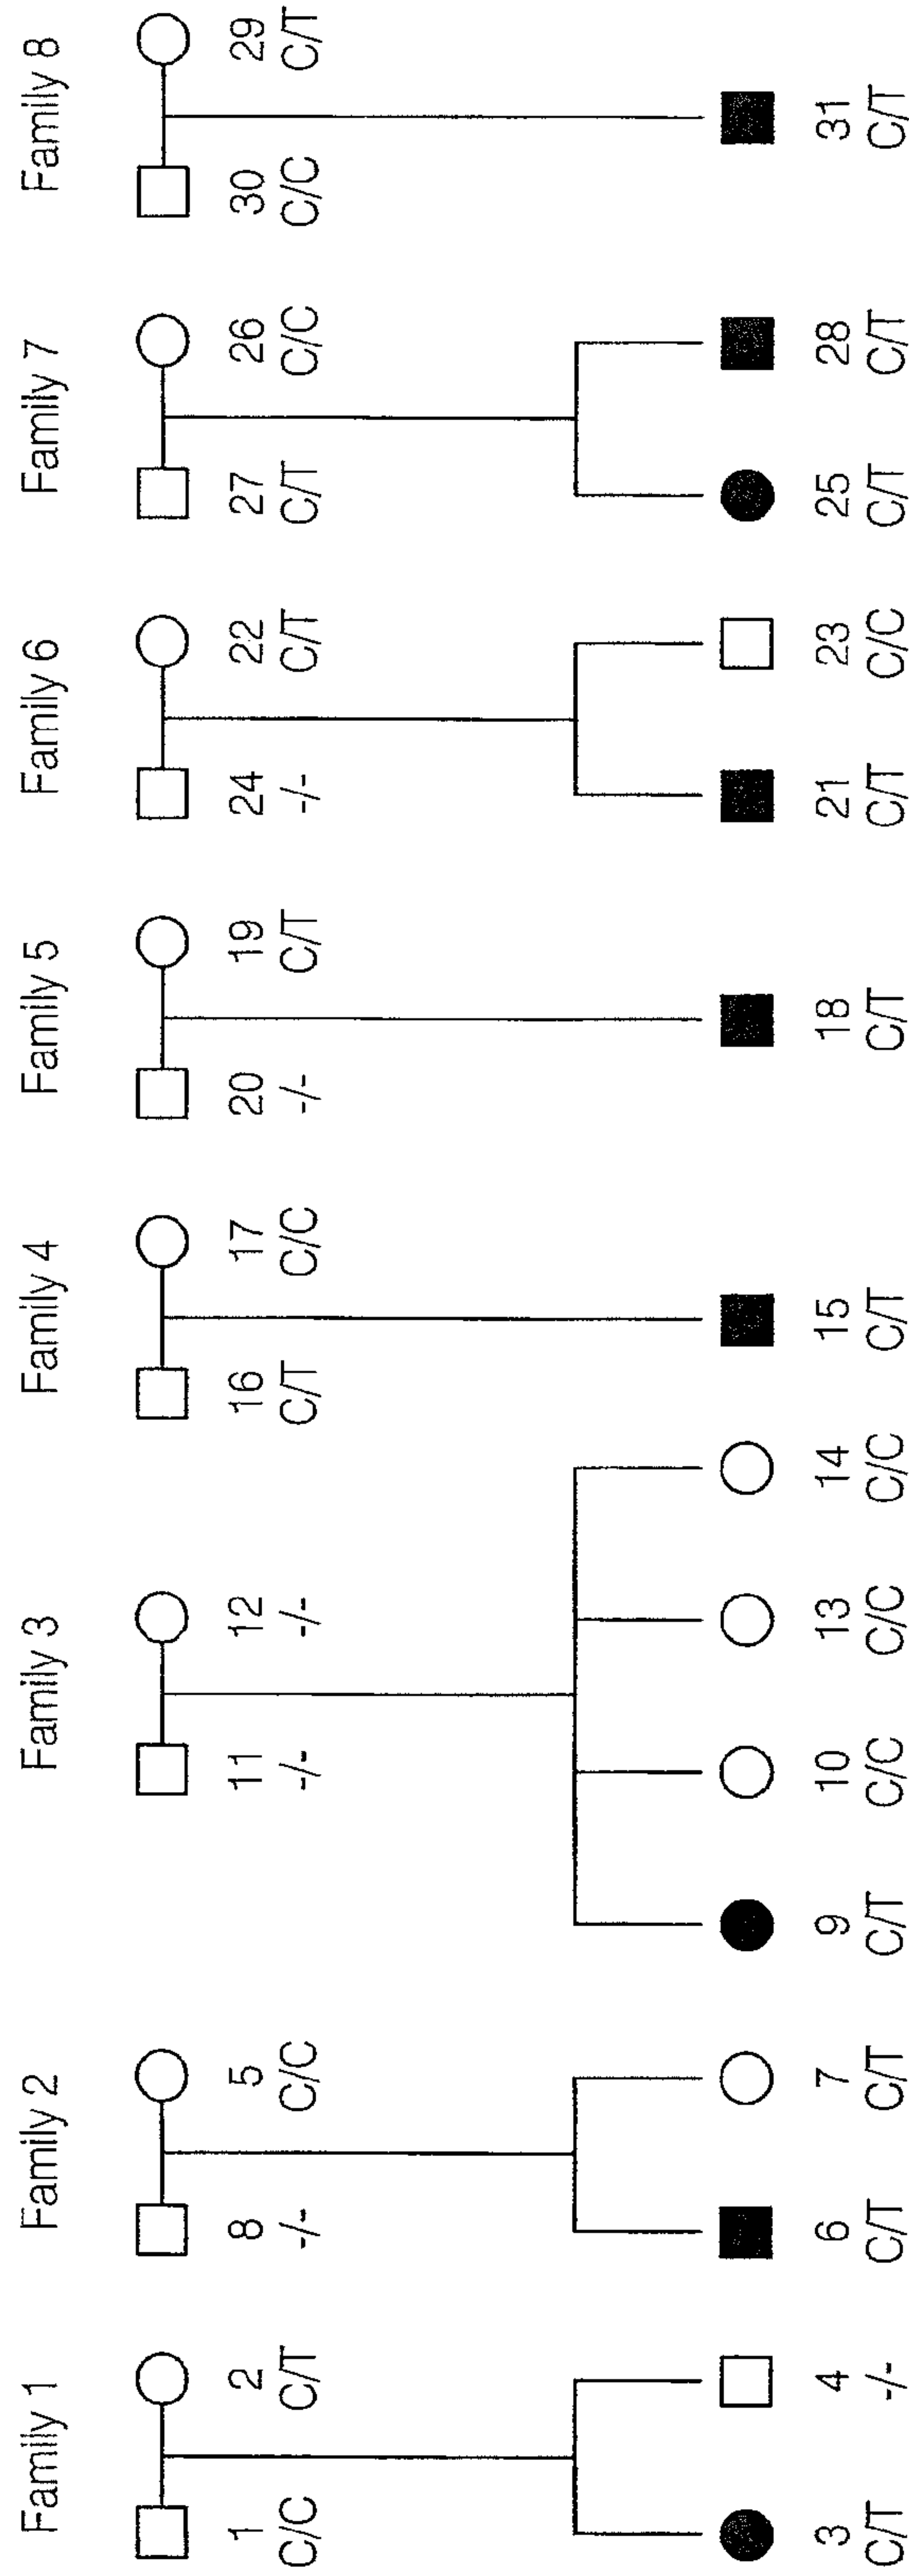 Family 1
1 2
C/C C/T
3 4
C/T -/-
Family 2
8 5
-/- C/C
6 7
C/T C/T
Family 3
11 12
-/- -/-
9 10 13 14
C/T C/C C/C C/C
Family 4
16 17
C/T C/C
15
C/T
Family 5
20 19
-/- C/T
18
C/T
Family 6
24 22
-/- C/T
21 23
C/T C/C
Family 7
27 26
C/T C/C
25 28
C/T C/T
Family 8
30 29
C/C C/T
31
C/T